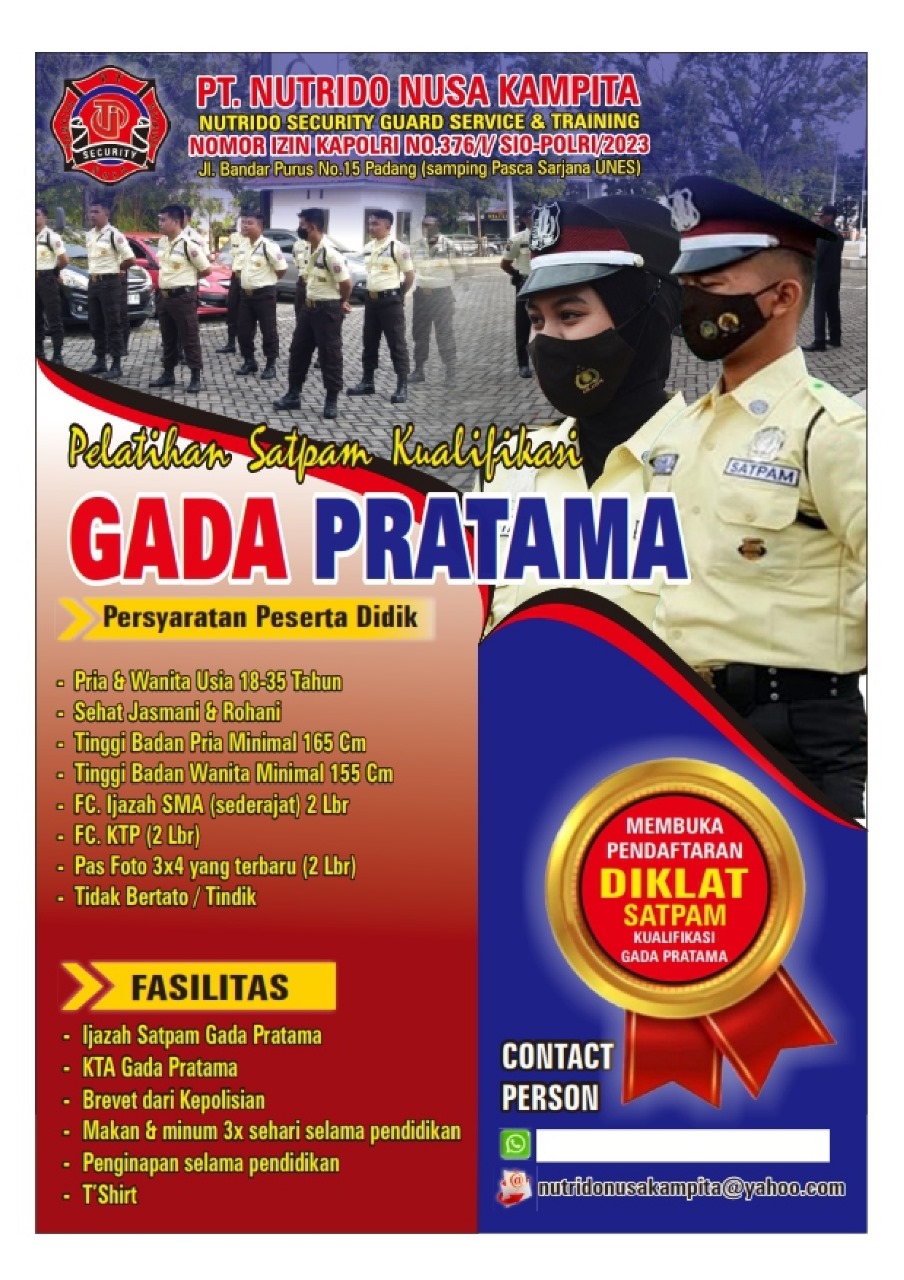 SECURITY
PT. NUTRIDO NUSA KAMPITA
NUTRIDO SECURITY GUARD SERVICE & TRAINING
NOMOR IZIN KAPOLRI NO.376/I/ SIO-POLRI/2023
Jl. Bandar Purus No.15 Padang (samping Pasca Sarjana UNES)
Pelatihan Satpam Kualifikasi
SATPAM
GADA PRATAMA
Persyaratan Peserta Didik
- Pria & Wanita Usia 18-35 Tahun
- Sehat Jasmani & Rohani
- Tinggi Badan Pria Minimal 165 Cm
- Tinggi Badan Wanita Minimal 155 Cm
- FC. Ijazah SMA (sederajat) 2 Lbr
- FC. KTP (2 Lbr)
- Pas Foto 3x4 yang terbaru (2 Lbr)
- Tidak Bertato / Tindik
MEMBUKA
PENDAFTARAN
DIKLAT
SATPAM
KUALIFIKASI
GADA PRATAMA
FASILITAS
- Ijazah Satpam Gada Pratama
- KTA Gada Pratama
- Brevet dari Kepolisian
- Makan & minum 3x sehari selama pendidikan
- Penginapan selama pendidikan
- T'Shirt
CONTACT
PERSON
nutridonusakampita@yahoo.com